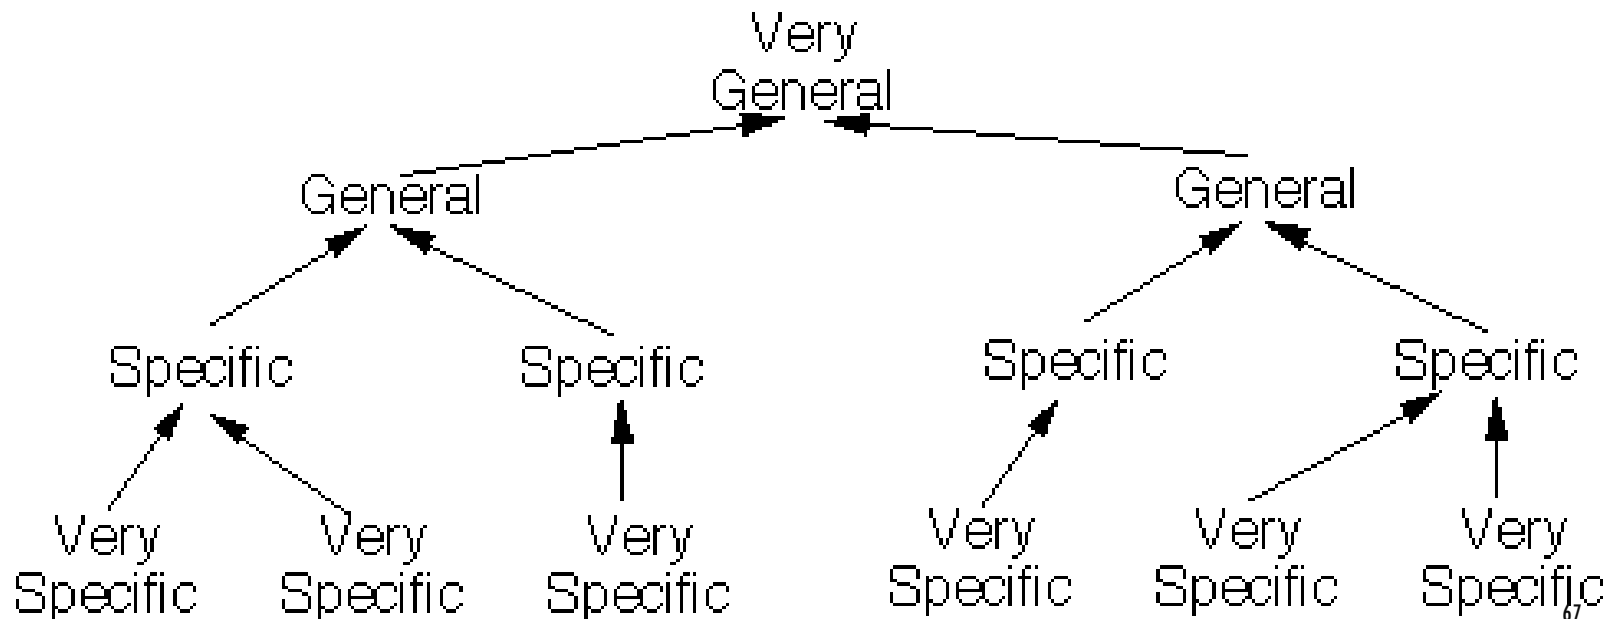 Very
General
General General
Specific Specific Specific Specific
Very Very Very Very Very Very
Specific Specific Specific Specific Specific Specific
67